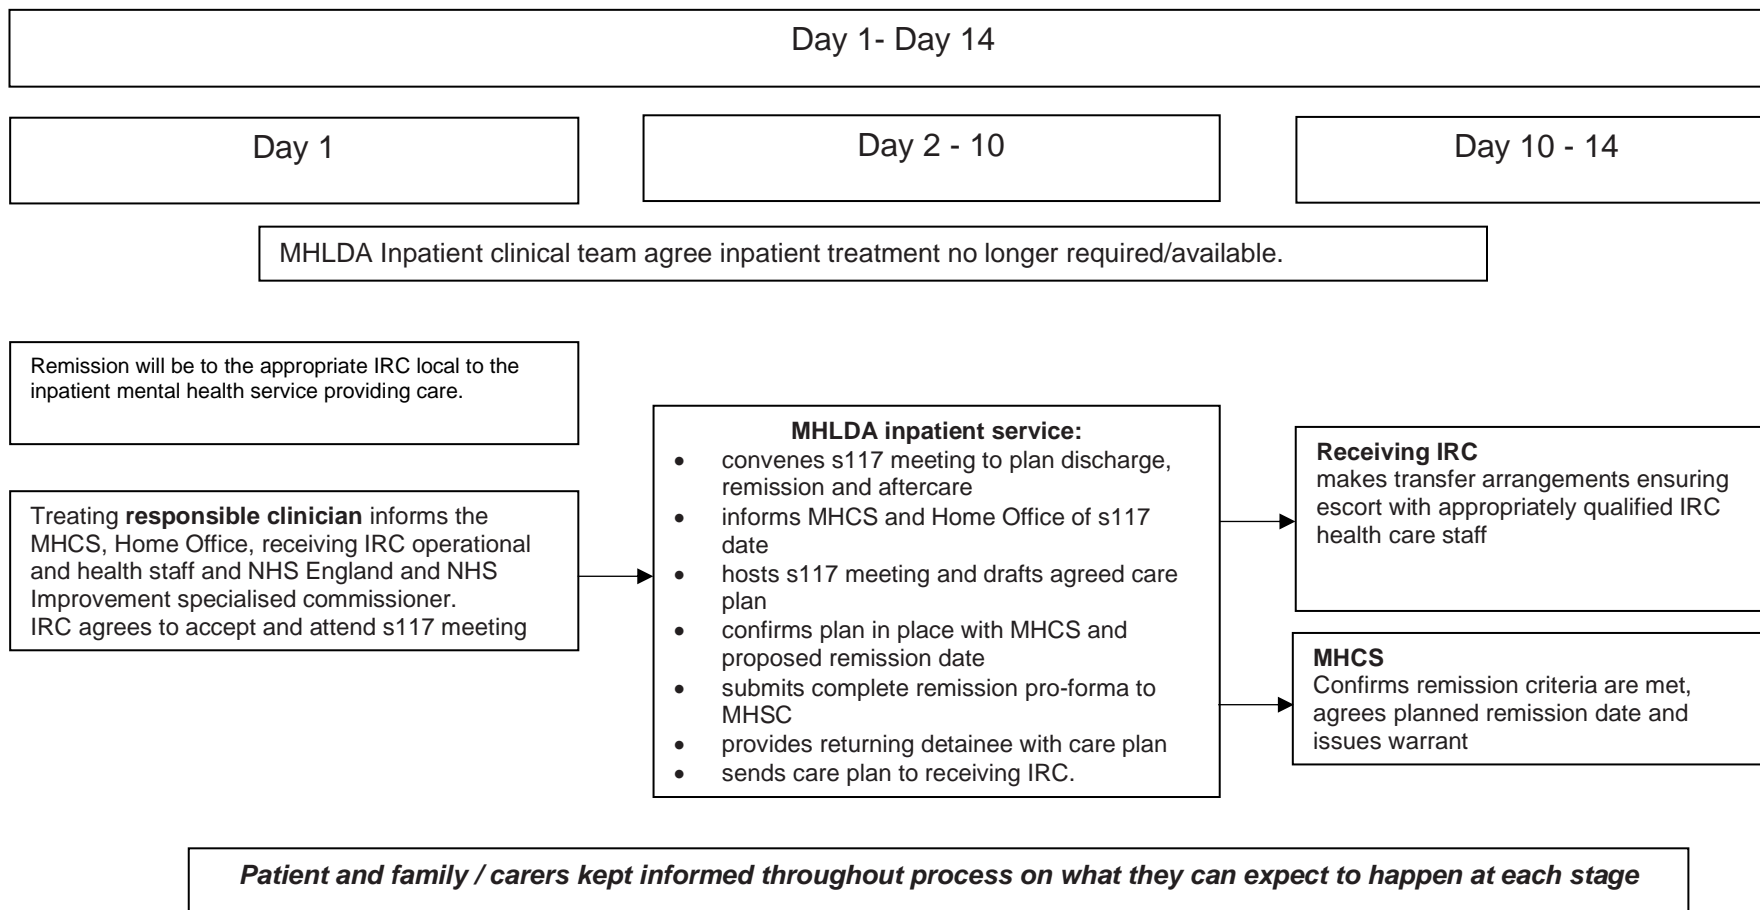 Day 1- Day 14
Day 1
Day 2 - 10
Day 10 - 14
MHLDA Inpatient clinical team agree inpatient treatment no longer required/available.
Remission will be to the appropriate IRC local to the
inpatient mental health service providing care.
Treating responsible clinician informs the
MHCS, Home Office, receiving IRC operational
and health staff and NHS England and NHS
Improvement specialised commissioner.
IRC agrees to accept and attend s117 meeting
MHLDA inpatient service:
• convenes s117 meeting to plan discharge,
remission and aftercare
• informs MHCS and Home Office of s117
date
• hosts s117 meeting and drafts agreed care
plan
• confirms plan in place with MHCS and
proposed remission date
• submits complete remission pro-forma to
MHSC
• provides returning detainee with care plan
• sends care plan to receiving IRC.
Receiving IRC
makes transfer arrangements ensuring
escort with appropriately qualified IRC
health care staff
MHCS
Confirms remission criteria are met,
agrees planned remission date and
issues warrant
Patient and family / carers kept informed throughout process on what they can expect to happen at each stage